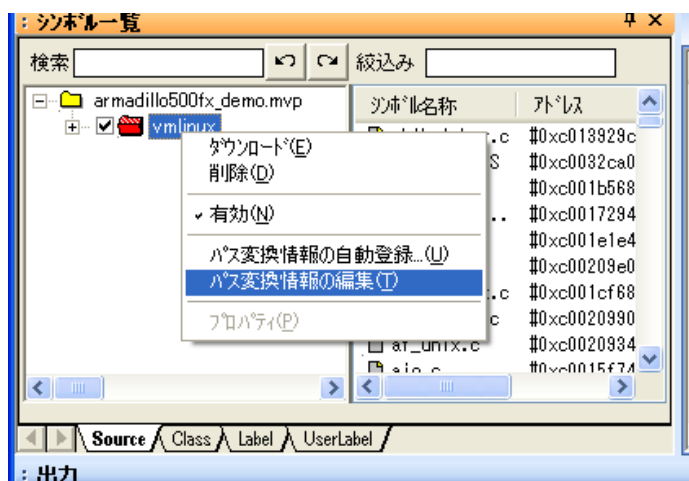 : シンボル一覧
検索
絞込み
armadillo500fx_demo.mvp
vmlinux
シンボル名称 アドレス
ダウンロード(E)
削除(D)
有効(N)
パス変換情報の自動登録...(U)
パス変換情報の編集(T)
プロパティ(P)
.c #0xc013929c
S #0xc0032ca0
#0xc001b568
.. #0xc0017294
#0xc001e1e4
#0xc00209e0
.c #0xc001cf68
c #0xc0020990
af_unix.c #0xc0020934
aio.c #0xc0015f74
Source Class Label UserLabel
: 出力